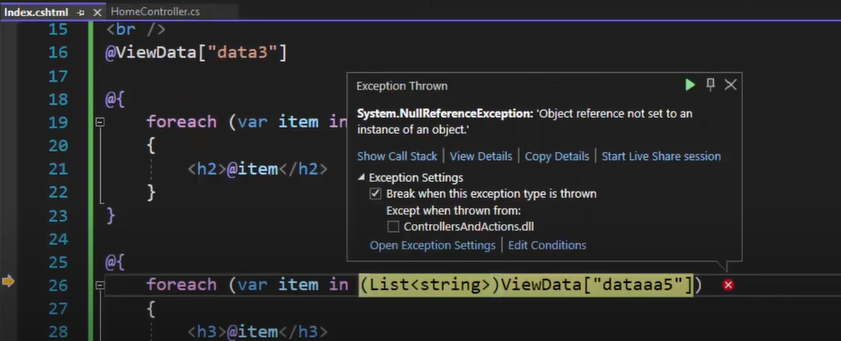 Index.cshtml HomeController.cs
15 <br />
16 @ViewData["data3"]
17
18 @{
19 foreach (var item in
20 {
21 <h2>@item</h2>
22 }
23 }
24
25 @{
26 foreach (var item in (List<string>)ViewData["dataaa5"])
27 {
28 <h3>@item</h3>
Exception Thrown
System.NullReferenceException: 'Object reference not set to an
instance of an object.'
Show Call Stack | View Details | Copy Details | Start Live Share session
Exception Settings
Break when this exception type is thrown
Except when thrown from:
ControllersAndActions.dll
Open Exception Settings | Edit Conditions